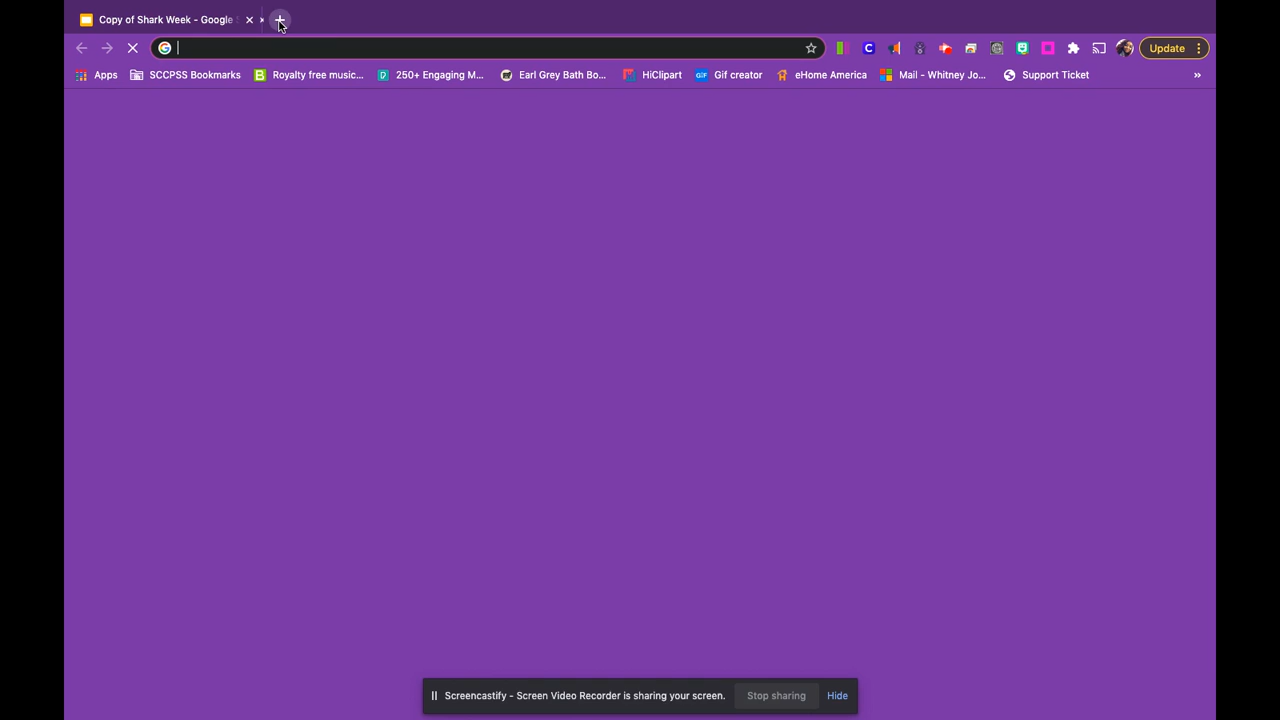 Copy of Shark Week - Google
Apps SCCPSS Bookmarks Royalty free music... 250+ Engaging M... Earl Grey Bath Bo... HiClipart GIF Gif creator eHome America Mail - Whitney Jo... Support Ticket »
Update
Screencastify - Screen Video Recorder is sharing your screen. Stop sharing Hide